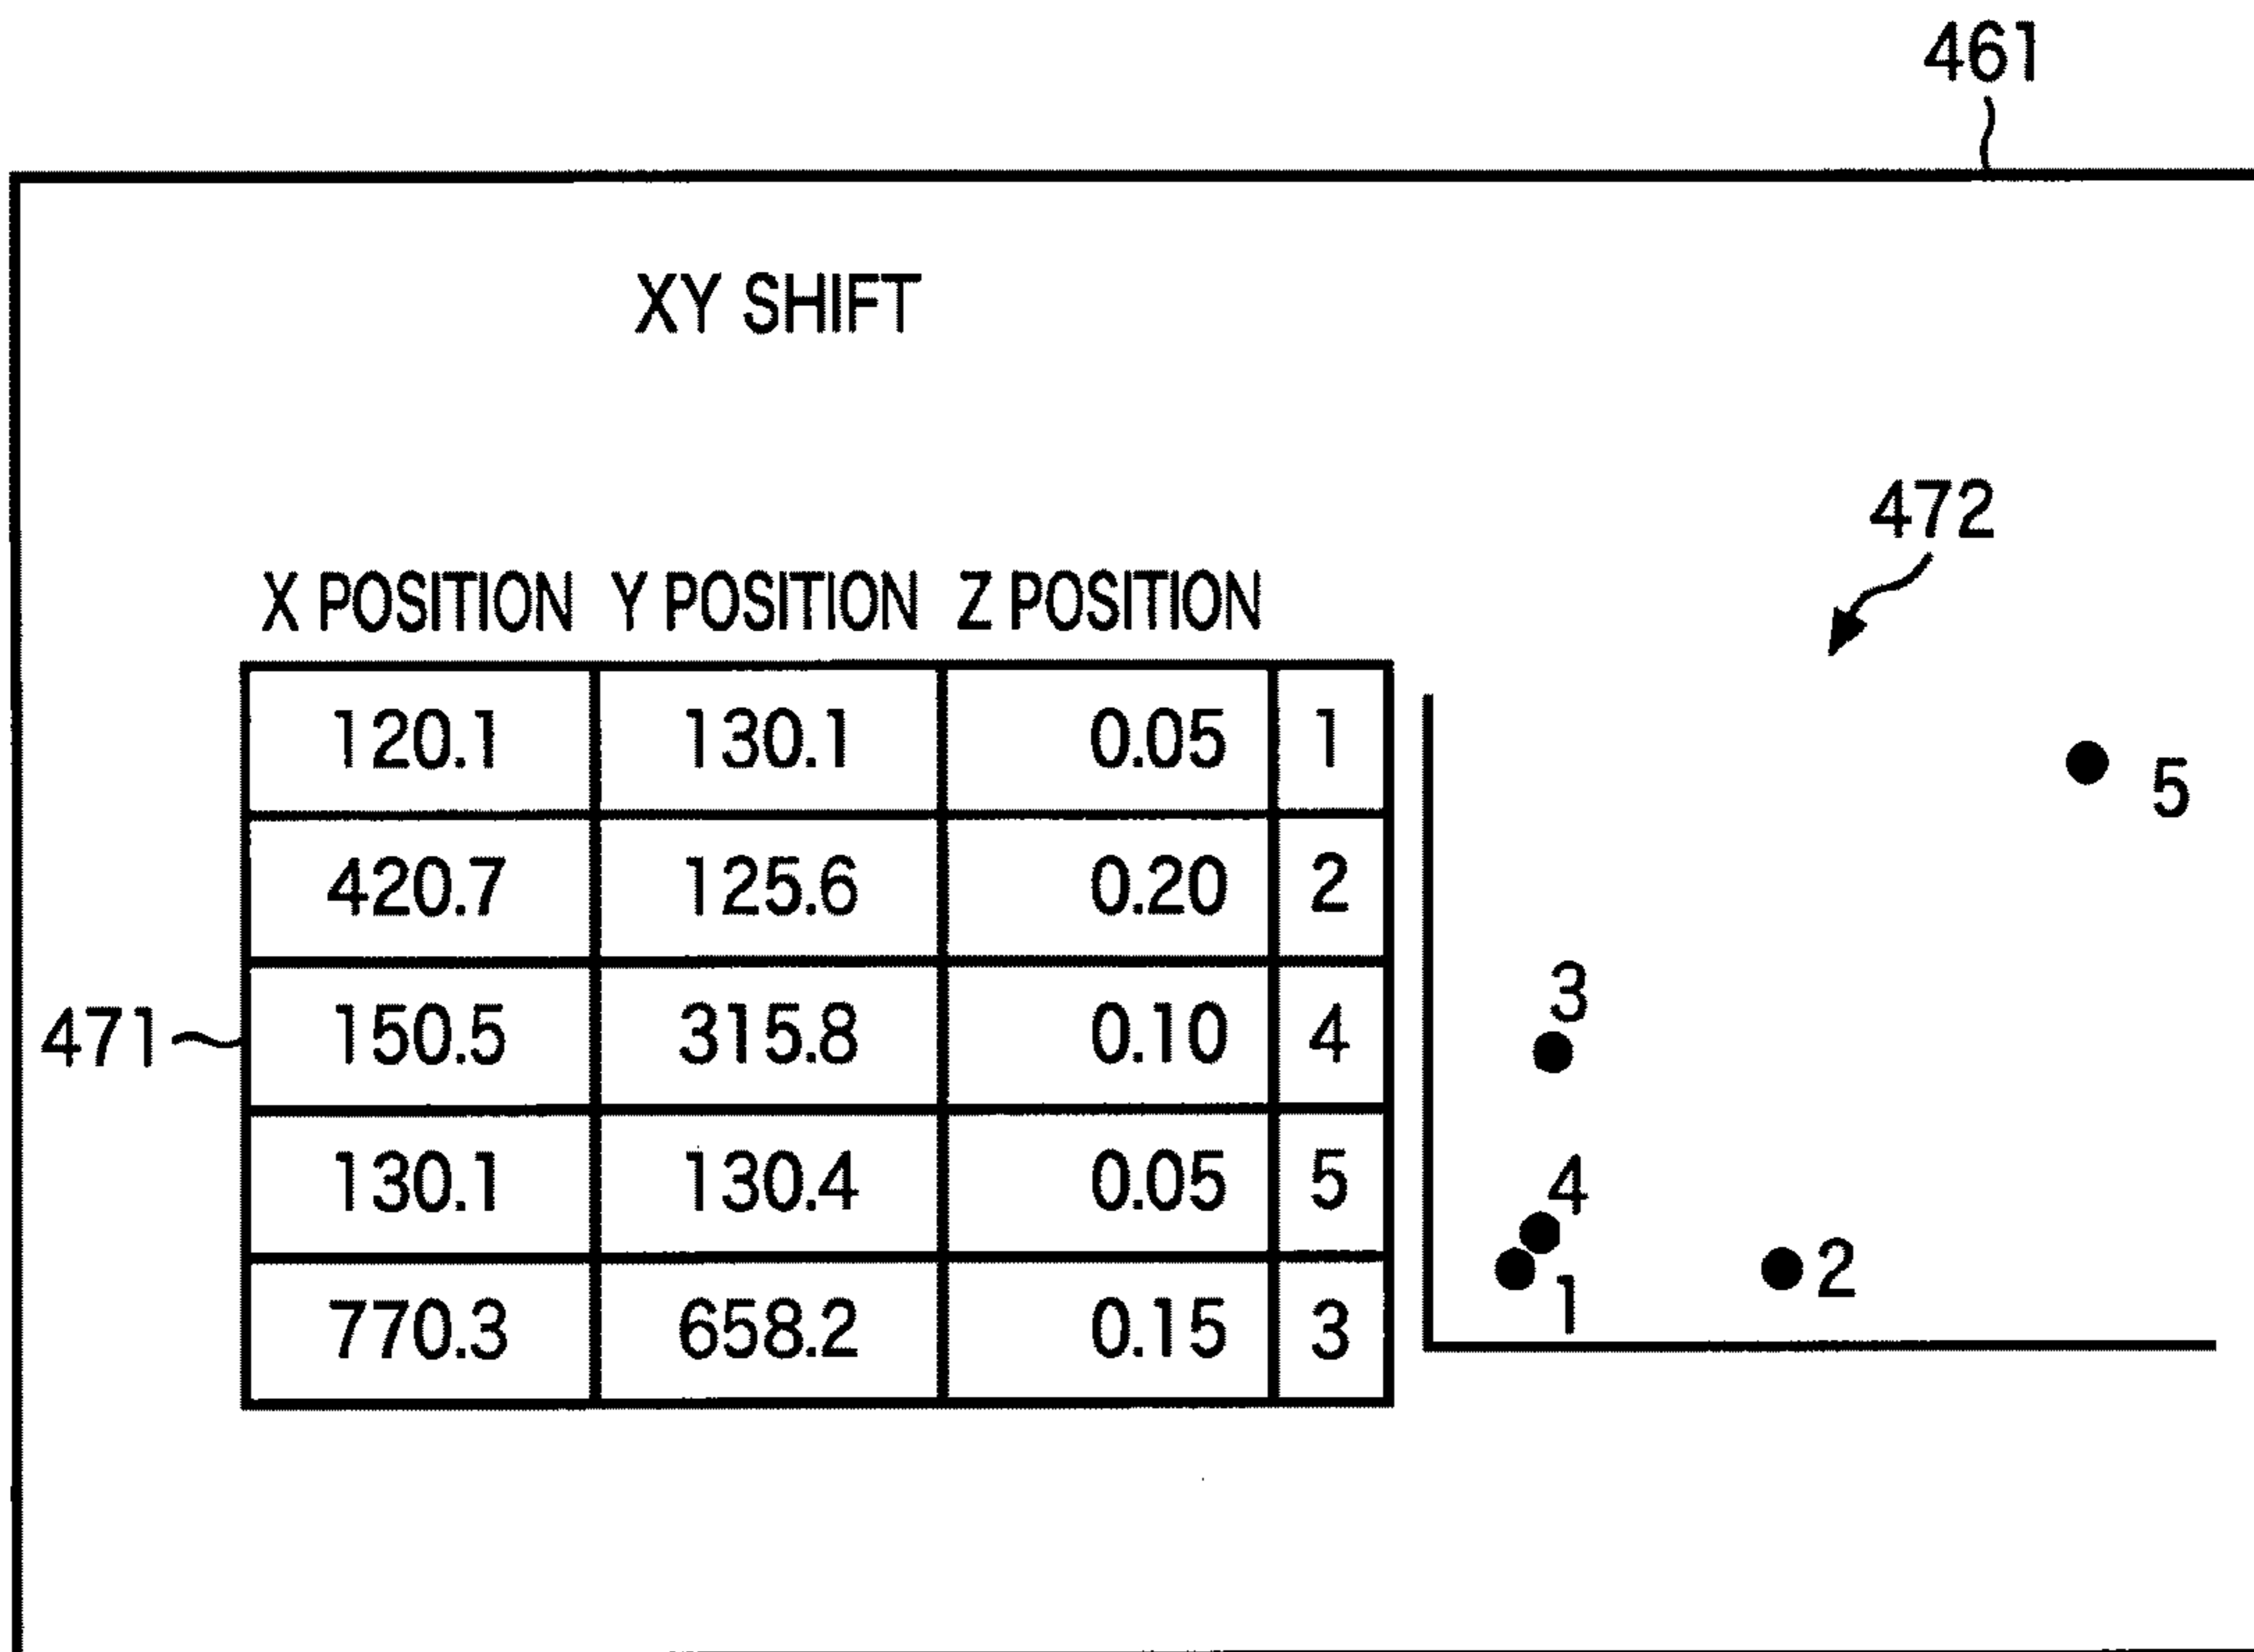 461
XY SHIFT
472
X POSITION Y POSITION Z POSITION
120.1 130.1 0.05 1
420.7 125.6 0.20 2
471 150.5 315.8 0.10 4
130.1 130.4 0.05 5
770.3 658.2 0.15 3
5
3
4
1
2